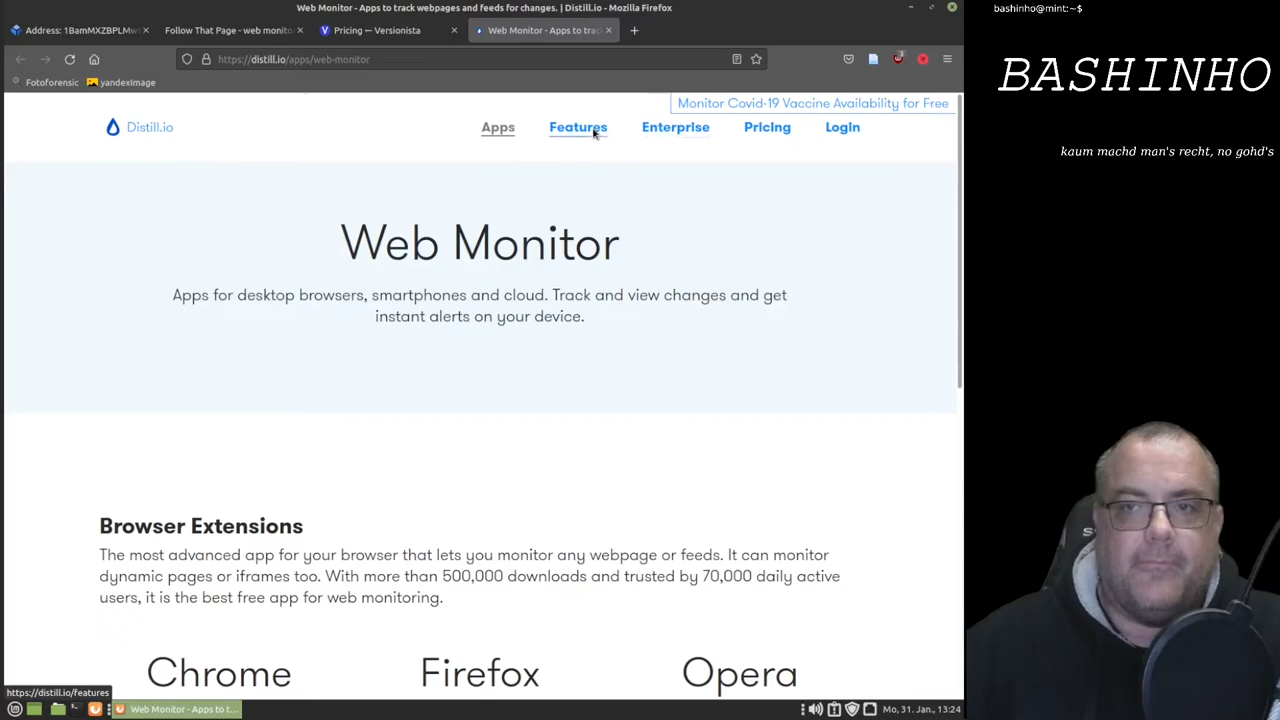 Web Monitor - Apps to track webpages and feeds for changes. | Distill.io — Mozilla Firefox
bashinho@mint:~$
Address: 1BamMXZBPLMw
Follow That Page - web monito
Pricing ← Versionista
Web Monitor - Apps to trac
https://distill.io/apps/web-monitor
3
Fotoforensic
yandexImage
BASHINHO
kaum machd man's recht, no gohd's
Monitor Covid-19 Vaccine Availability for Free
Distill.io
Apps
Features
Enterprise
Pricing
Login
Web Monitor
Apps for desktop browsers, smartphones and cloud. Track and view changes and get
instant alerts on your device.
Browser Extensions
The most advanced app for your browser that lets you monitor any webpage or feeds. It can monitor
dynamic pages or iframes too. With more than 500,000 downloads and trusted by 70,000 daily active
users, it is the best free app for web monitoring.
Chrome
Firefox
Opera
https://distill.io/features
Web Monitor - Apps to t...
Mo, 31. Jan., 13:24